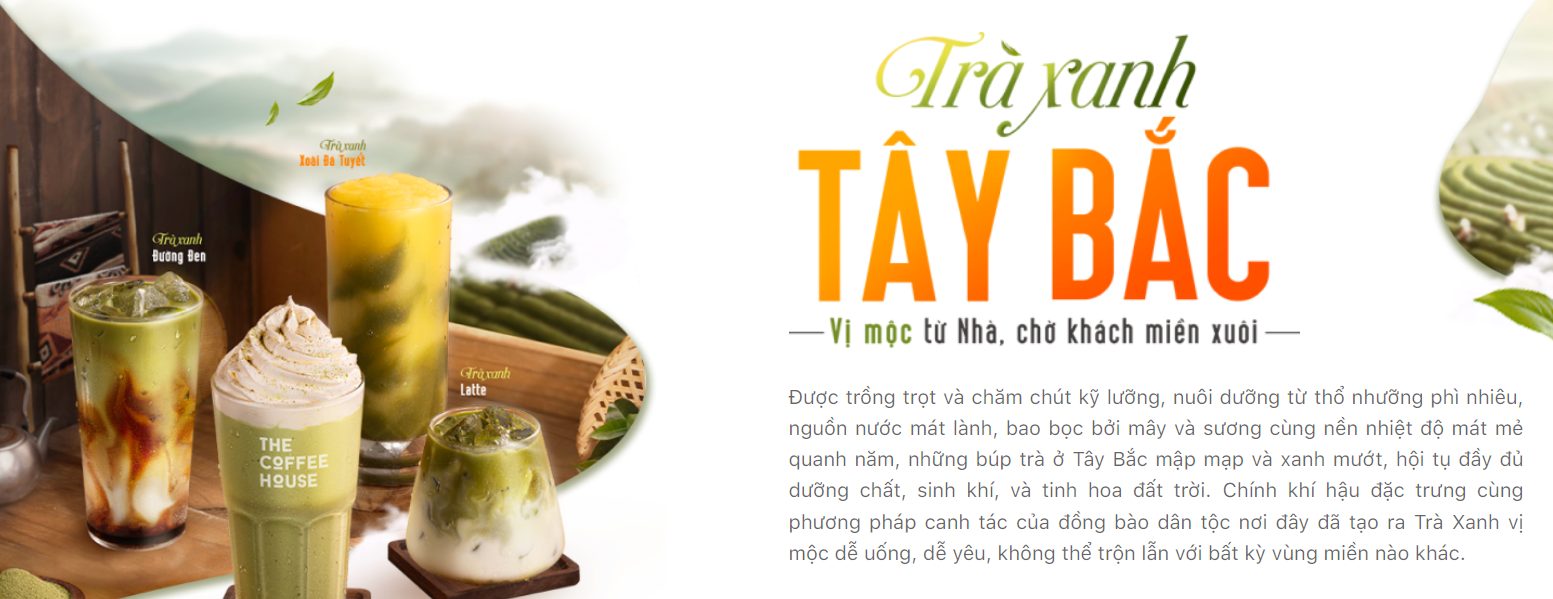 Trà xanh
Xoài Đá Tuyết
Trà xanh
Đường Đen
Trà xanh
Latte
THE
COFFEE
HOUSE
Trà xanh
TÂY BẮC
Vị mộc từ Nhà, chờ khách miền xuôi
Được trồng trọt và chăm chút kỹ lưỡng, nuôi dưỡng từ thổ nhưỡng phì nhiêu,
nguồn nước mát lành, bao bọc bởi mây và sương cùng nền nhiệt độ mát mẻ
quanh năm, những búp trà ở Tây Bắc mập mạp và xanh mướt, hội tụ đầy đủ
dưỡng chất, sinh khí, và tinh hoa đất trời. Chính khí hậu đặc trưng cùng
phương pháp canh tác của đồng bào dân tộc nơi đây đã tạo ra Trà Xanh vị
mộc dễ uống, dễ yêu, không thể trộn lẫn với bất kỳ vùng miền nào khác.